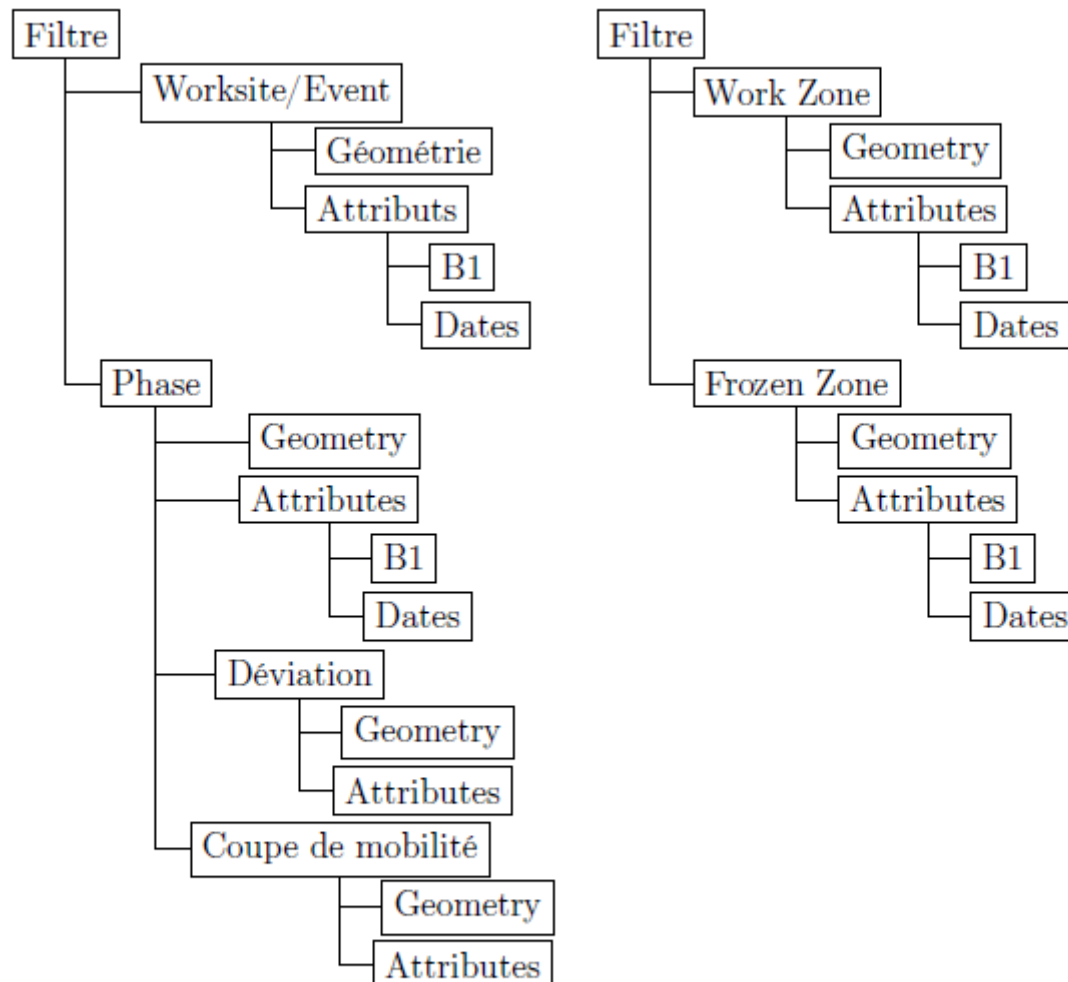 Filtre
Worksite/Event
Géométrie
Attributs
B1
Dates
Phase
Geometry
Attributes
B1
Dates
Déviation
Geometry
Attributes
Coupe de mobilité
Geometry
Attributes
Filtre
Work Zone
Geometry
Attributes
B1
Dates
Frozen Zone
Geometry
Attributes
B1
Dates